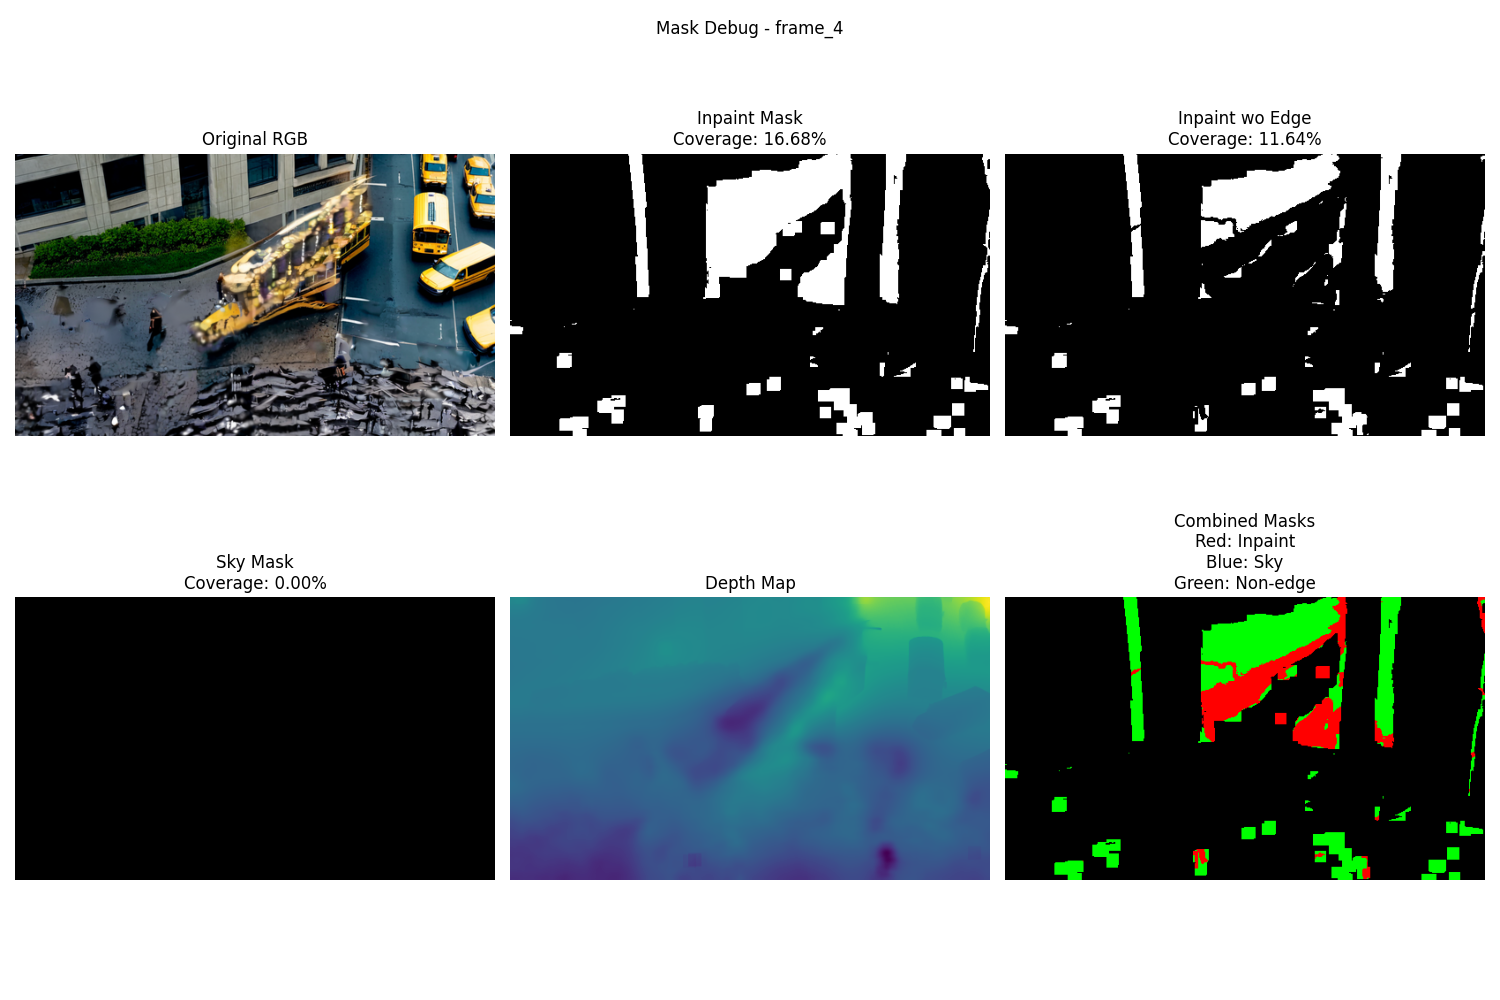 Mask Debug - frame_4
Original RGB
Inpaint Mask
Coverage: 16.68%
Inpaint wo Edge
Coverage: 11.64%
Sky Mask
Coverage: 0.00%
Depth Map
Combined Masks
Red: Inpaint
Blue: Sky
Green: Non-edge